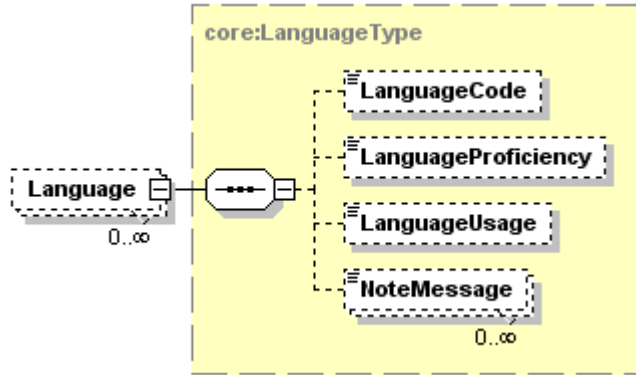 core:LanguageType
LanguageCode
LanguageProficiency
Language
0..∞
LanguageUsage
NoteMessage
0..∞